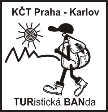 KČT Praha - Karlov
TURistická BANda